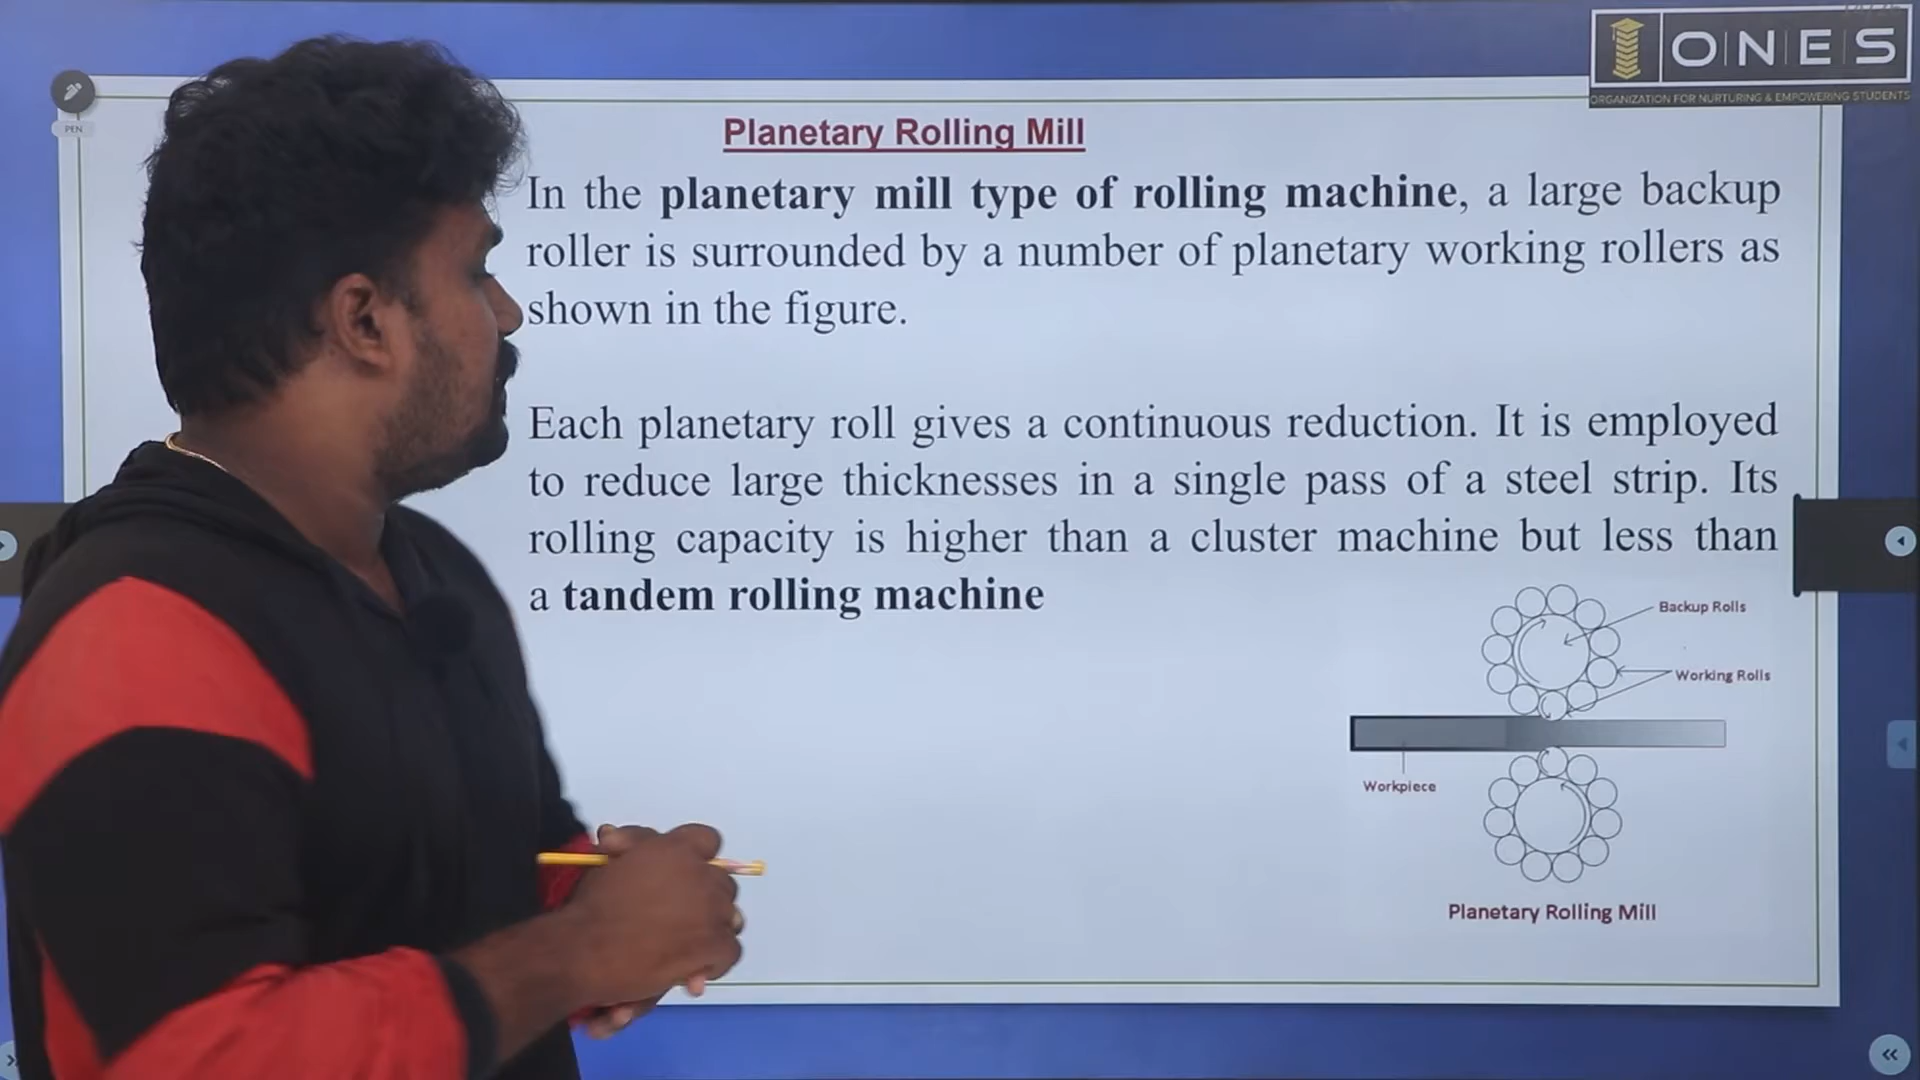 ONES
ORGANIZATION FOR NURTURING & EMPOWERING STUDENTS
PEN
Planetary Rolling Mill
In the planetary mill type of rolling machine, a large backup
roller is surrounded by a number of planetary working rollers as
shown in the figure.
Each planetary roll gives a continuous reduction. It is employed
to reduce large thicknesses in a single pass of a steel strip. Its
rolling capacity is higher than a cluster machine but less than
a tandem rolling machine
Backup Rolls
Working Rolls
Workpiece
Planetary Rolling Mill